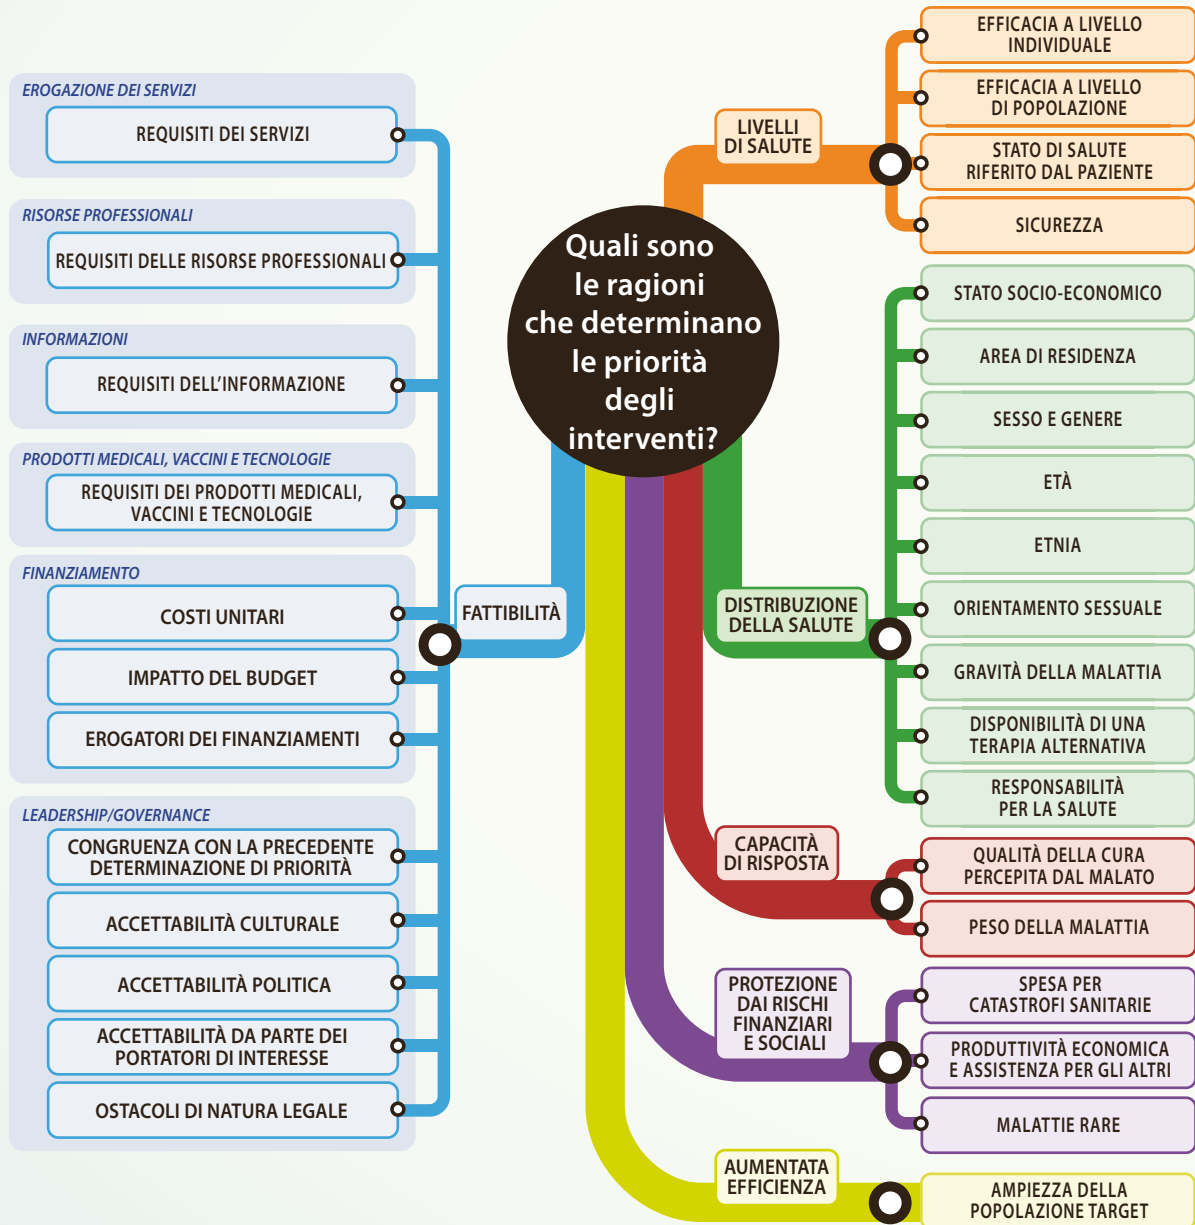 Quali sono
le ragioni
che determinano
le priorità
degli
interventi?
EROGAZIONE DEI SERVIZI
REQUISITI DEI SERVIZI
RISORSE PROFESSIONALI
REQUISITI DELLE RISORSE PROFESSIONALI
INFORMAZIONI
REQUISITI DELL'INFORMAZIONE
PRODOTTI MEDICALI, VACCINI E TECNOLOGIE
REQUISITI DEI PRODOTTI MEDICALI,
VACCINI E TECNOLOGIE
FINANZIAMENTO
COSTI UNITARI
IMPATTO DEL BUDGET
EROGATORI DEI FINANZIAMENTI
LEADERSHIP/GOVERNANCE
CONGRUENZA CON LA PRECEDENTE
DETERMINAZIONE DI PRIORITÀ
ACCETTABILITÀ CULTURALE
ACCETTABILITÀ POLITICA
ACCETTABILITÀ DA PARTE DEI
PORTATORI DI INTERESSE
OSTACOLI DI NATURA LEGALE
FATTIBILITÀ
LIVELLI
DI SALUTE
EFFICACIA A LIVELLO
INDIVIDUALE
EFFICACIA A LIVELLO
DI POPOLAZIONE
STATO DI SALUTE
RIFERITO DAL PAZIENTE
SICUREZZA
DISTRIBUZIONE
DELLA SALUTE
STATO SOCIO-ECONOMICO
AREA DI RESIDENZA
SESSO E GENERE
ETÀ
ETNIA
ORIENTAMENTO SESSUALE
GRAVITÀ DELLA MALATTIA
DISPONIBILITÀ DI UNA
TERAPIA ALTERNATIVA
RESPONSABILITÀ
PER LA SALUTE
CAPACITÀ
DI RISPOSTA
QUALITÀ DELLA CURA
PERCEPITA DAL MALATO
PESO DELLA MALATTIA
PROTEZIONE
DAI RISCHI
FINANZIARI
E SOCIALI
SPESA PER
CATASTROFI SANITARIE
PRODUTTIVITÀ ECONOMICA
E ASSISTENZA PER GLI ALTRI
MALATTIE RARE
AUMENTATA
EFFICIENZA
AMPIEZZA DELLA
POPOLAZIONE TARGET